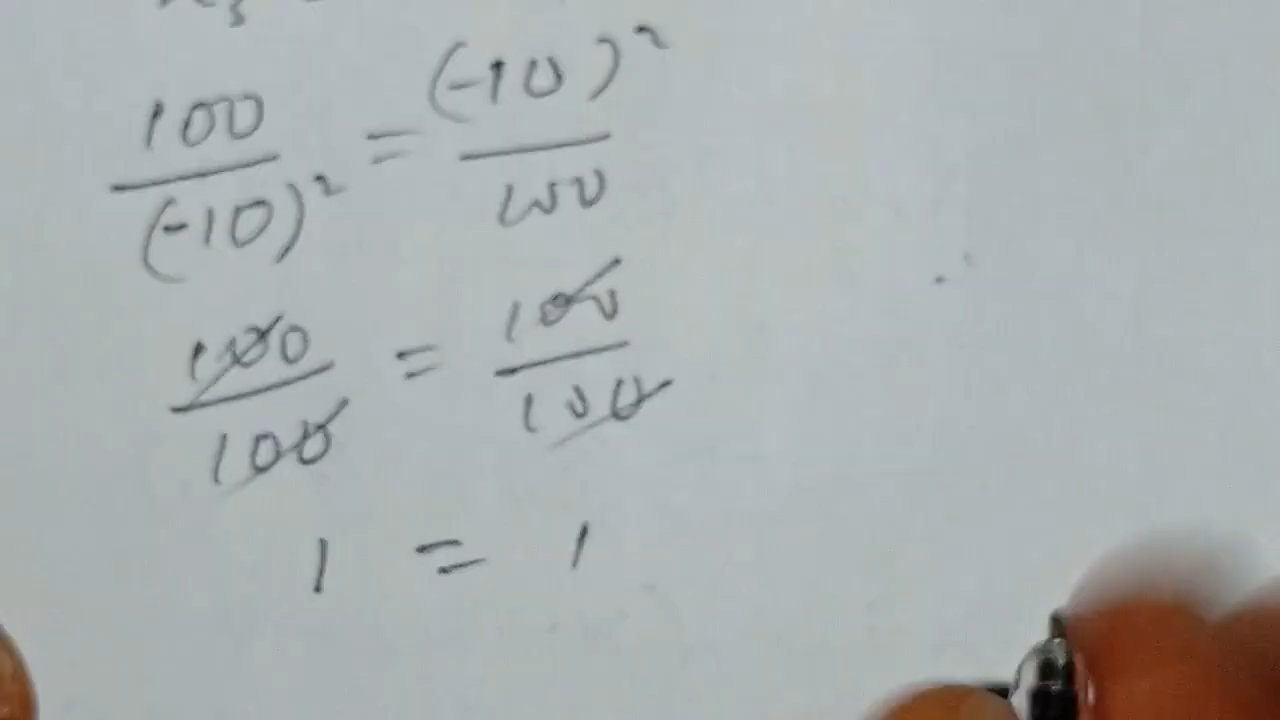 100/(-10)² = (-10)²/100
100/100 = 100/100
1 = 1